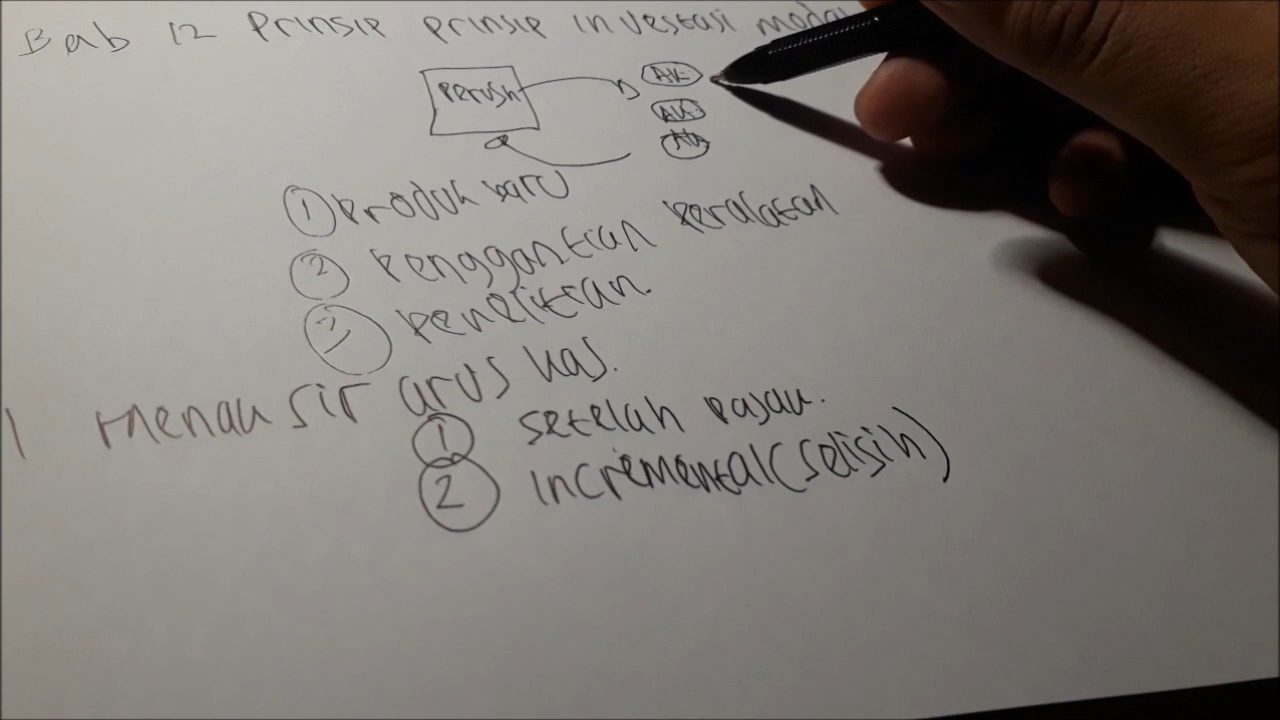 Bab 12 Prinsip prinsip investasi modal
perush
AK
AK
AK
1 produk baru
2 Penggantian peralatan
3 penelitian.
1 Menaksir arus kas.
1 setelah pajak.
2 incremental (selisih)